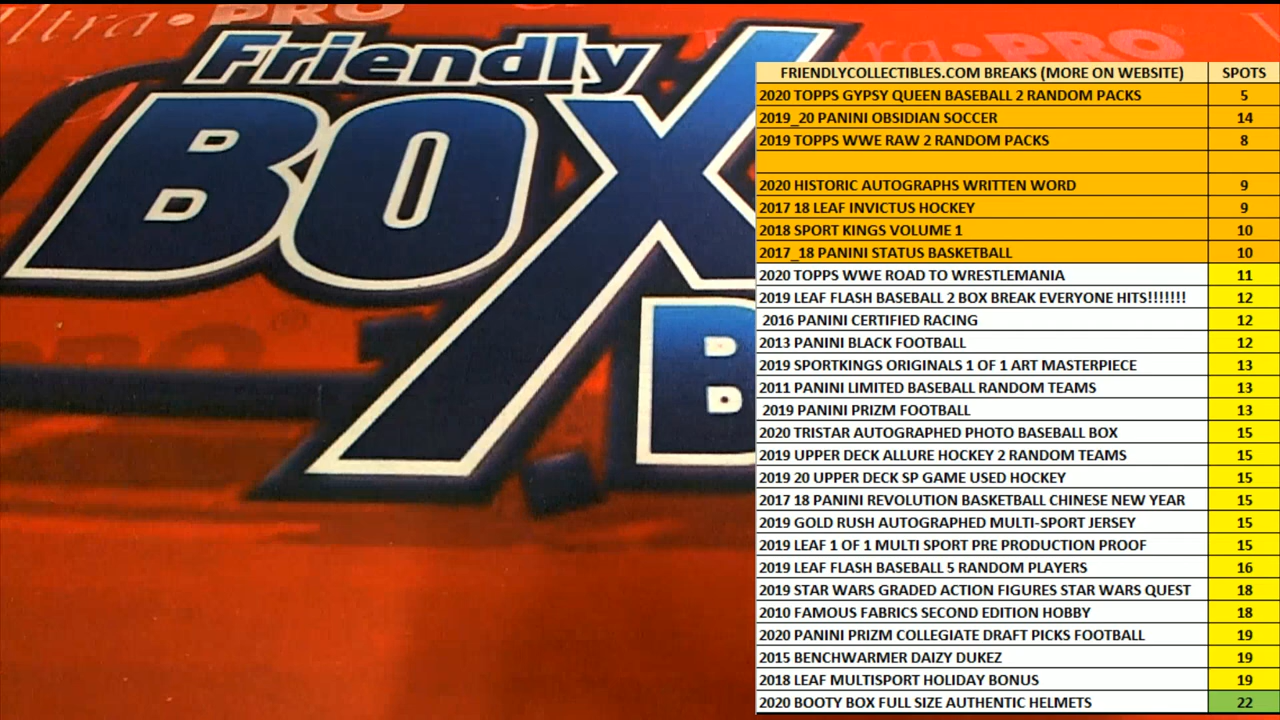 ultra•PRO
Friendly
BOX
B
FRIENDLYCOLLECTIBLES.COM BREAKS (MORE ON WEBSITE) SPOTS
2020 TOPPS GYPSY QUEEN BASEBALL 2 RANDOM PACKS 5
2019_20 PANINI OBSIDIAN SOCCER 14
2019 TOPPS WWE RAW 2 RANDOM PACKS 8
2020 HISTORIC AUTOGRAPHS WRITTEN WORD 9
2017 18 LEAF INVICTUS HOCKEY 9
2018 SPORT KINGS VOLUME 1 10
2017_18 PANINI STATUS BASKETBALL 10
2020 TOPPS WWE ROAD TO WRESTLEMANIA 11
2019 LEAF FLASH BASEBALL 2 BOX BREAK EVERYONE HITS!!!!!!! 12
2016 PANINI CERTIFIED RACING 12
2013 PANINI BLACK FOOTBALL 12
2019 SPORTKINGS ORIGINALS 1 OF 1 ART MASTERPIECE 13
2011 PANINI LIMITED BASEBALL RANDOM TEAMS 13
2019 PANINI PRIZM FOOTBALL 13
2020 TRISTAR AUTOGRAPHED PHOTO BASEBALL BOX 15
2019 UPPER DECK ALLURE HOCKEY 2 RANDOM TEAMS 15
2019 20 UPPER DECK SP GAME USED HOCKEY 15
2017 18 PANINI REVOLUTION BASKETBALL CHINESE NEW YEAR 15
2019 GOLD RUSH AUTOGRAPHED MULTI-SPORT JERSEY 15
2019 LEAF 1 OF 1 MULTI SPORT PRE PRODUCTION PROOF 15
2019 LEAF FLASH BASEBALL 5 RANDOM PLAYERS 16
2019 STAR WARS GRADED ACTION FIGURES STAR WARS QUEST 18
2010 FAMOUS FABRICS SECOND EDITION HOBBY 18
2020 PANINI PRIZM COLLEGIATE DRAFT PICKS FOOTBALL 19
2015 BENCHWARMER DAIZY DUKEZ 19
2018 LEAF MULTISPORT HOLIDAY BONUS 19
2020 BOOTY BOX FULL SIZE AUTHENTIC HELMETS 22